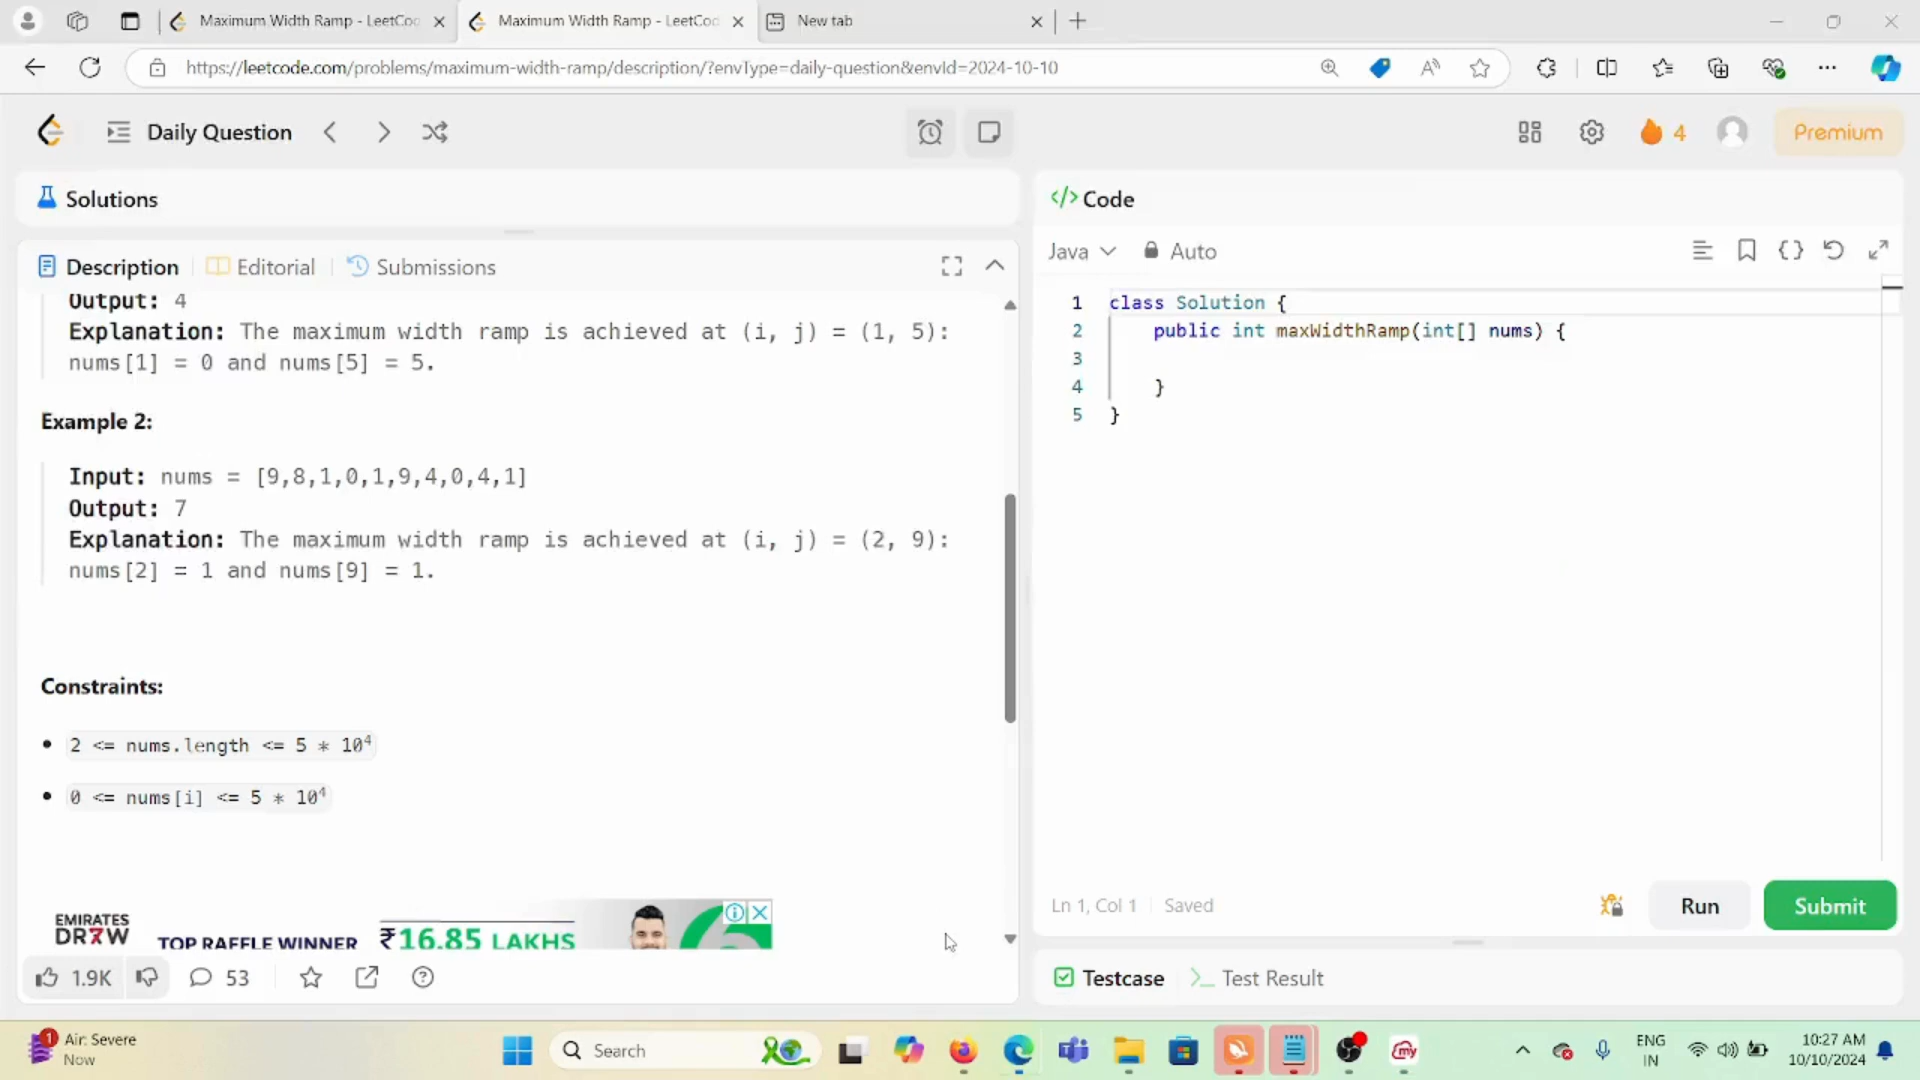 Maximum Width Ramp - LeetCo
Maximum Width Ramp - LeetCo
New tab
https://leetcode.com/problems/maximum-width-ramp/description/?envType=daily-question&envId=2024-10-10
Daily Question
4
Premium
Solutions
Description
Editorial
Submissions
Output: 4
Explanation: The maximum width ramp is achieved at (i, j) = (1, 5):
nums[1] = 0 and nums[5] = 5.
Example 2:
Input: nums = [9,8,1,0,1,9,4,0,4,1]
Output: 7
Explanation: The maximum width ramp is achieved at (i, j) = (2, 9):
nums[2] = 1 and nums[9] = 1.
Constraints:
2 <= nums.length <= 5 * 10⁴
0 <= nums[i] <= 5 * 10⁴
EMIRATES
DRAW
TOP RAFFLE WINNER
₹16.85 LAKHS
1.9K
53
</> Code
Java
Auto
1 class Solution {
2 public int maxWidthRamp(int[] nums) {
3
4 }
5 }
Ln 1, Col 1
Saved
Run
Submit
Testcase
Test Result
1
Air: Severe
Now
Search
my
ENG
IN
10:27 AM
10/10/2024